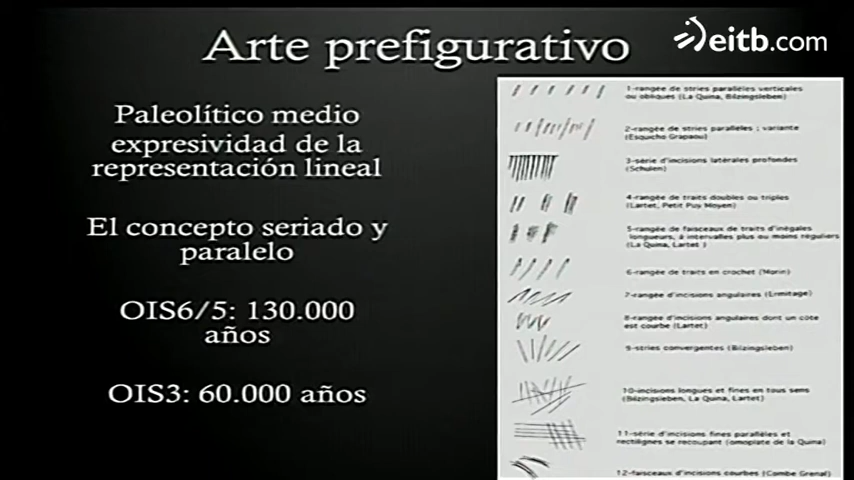 Arte prefigurativo
eitb.com
Paleolítico medio
expresividad de la
representación lineal
El concepto seriado y
paralelo
OIS6/5: 130.000
años
OIS3: 60.000 años
1-rangée de stries parallèles verticales
ou obliques (La Quina, Bilzingsleben)
2-rangée de stries parallèles ; variante
(Esquicho Grapaou)
3-série d'incisions latérales profondes
(Schulen)
4-rangée de traits doubles ou triples
(Lartet, Petit Puy Moyen)
5-rangée de faisceaux de traits d'inégales
longueurs, à intervalles plus ou moins réguliers
(La Quina, Lartet )
6-rangée de traits en crochet (Morin)
7-rangée d'incisions angulaires (Ermitage)
8-rangée d'incisions angulaires dont un côte
est courbe (Lartet)
9-stries convergentes (Bilzingsleben)
10-incisions longues et fines en tous sens
(Bilzingsleben, La Quina, Lartet)
11-série d'incisions fines parallèles et
rectilignes se recoupant (omoplate de la Quina)
12-faisceaux d'incisions courbes (Combe Grenal)